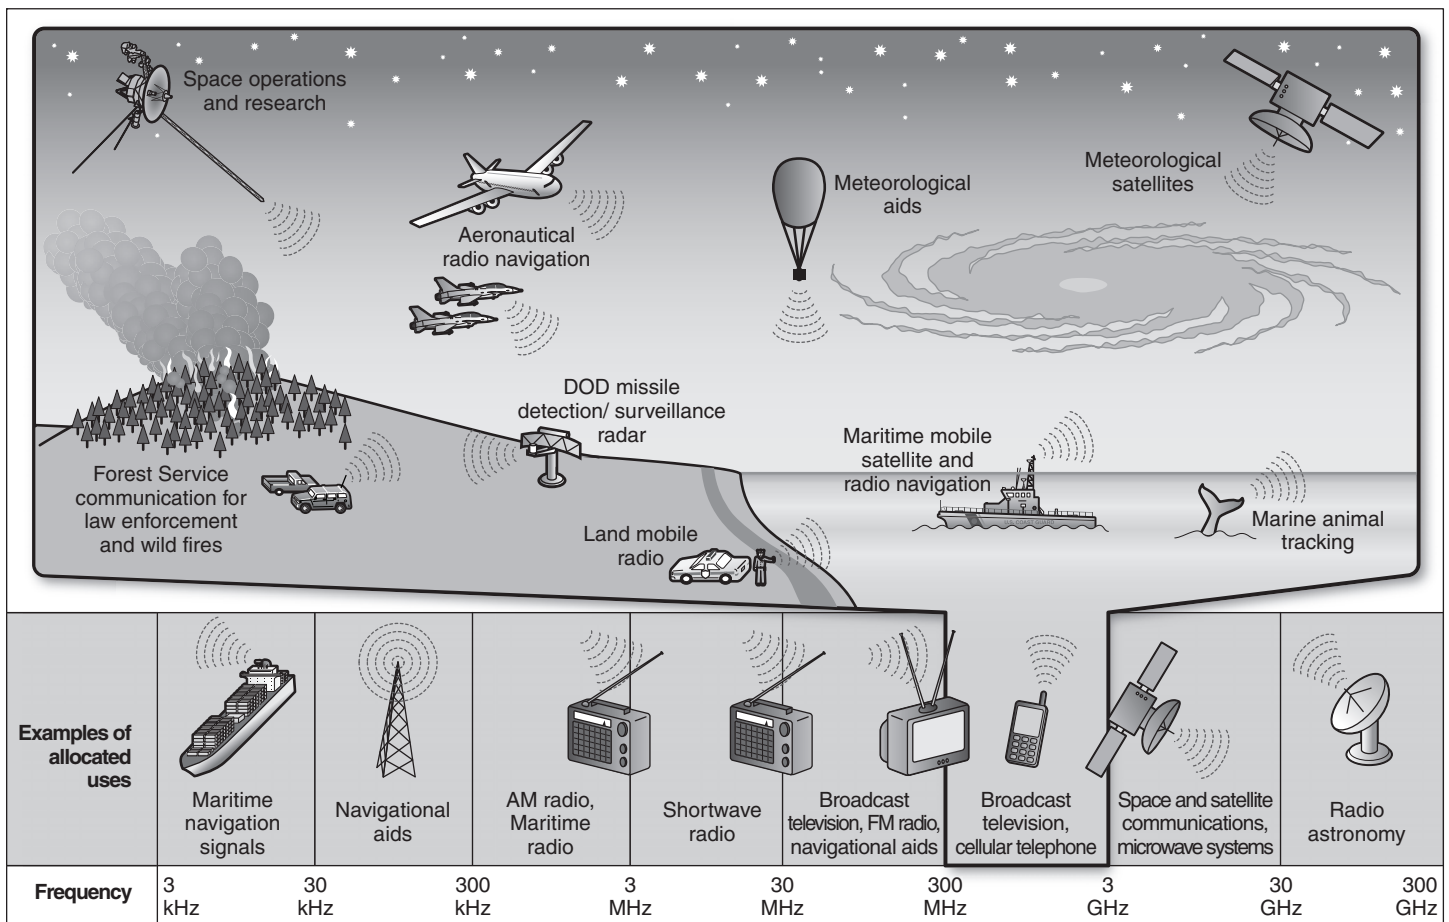 Space operations
and research
Meteorological
satellites
Meteorological
aids
Aeronautical
radio navigation
DOD missile
detection/ surveillance
radar
Maritime mobile
satellite and
radio navigation
Forest Service
communication for
law enforcement
and wild fires
Land mobile
radio
Marine animal
tracking
U.S. COAST GUARD
Examples of
allocated
uses
Maritime
navigation
signals
Navigational
aids
AM radio,
Maritime
radio
Shortwave
radio
Broadcast
television, FM radio,
navigational aids
Broadcast
television,
cellular telephone
Space and satellite
communications,
microwave systems
Radio
astronomy
Frequency
3
kHz
30
kHz
300
kHz
3
MHz
30
MHz
300
MHz
3
GHz
30
GHz
300
GHz